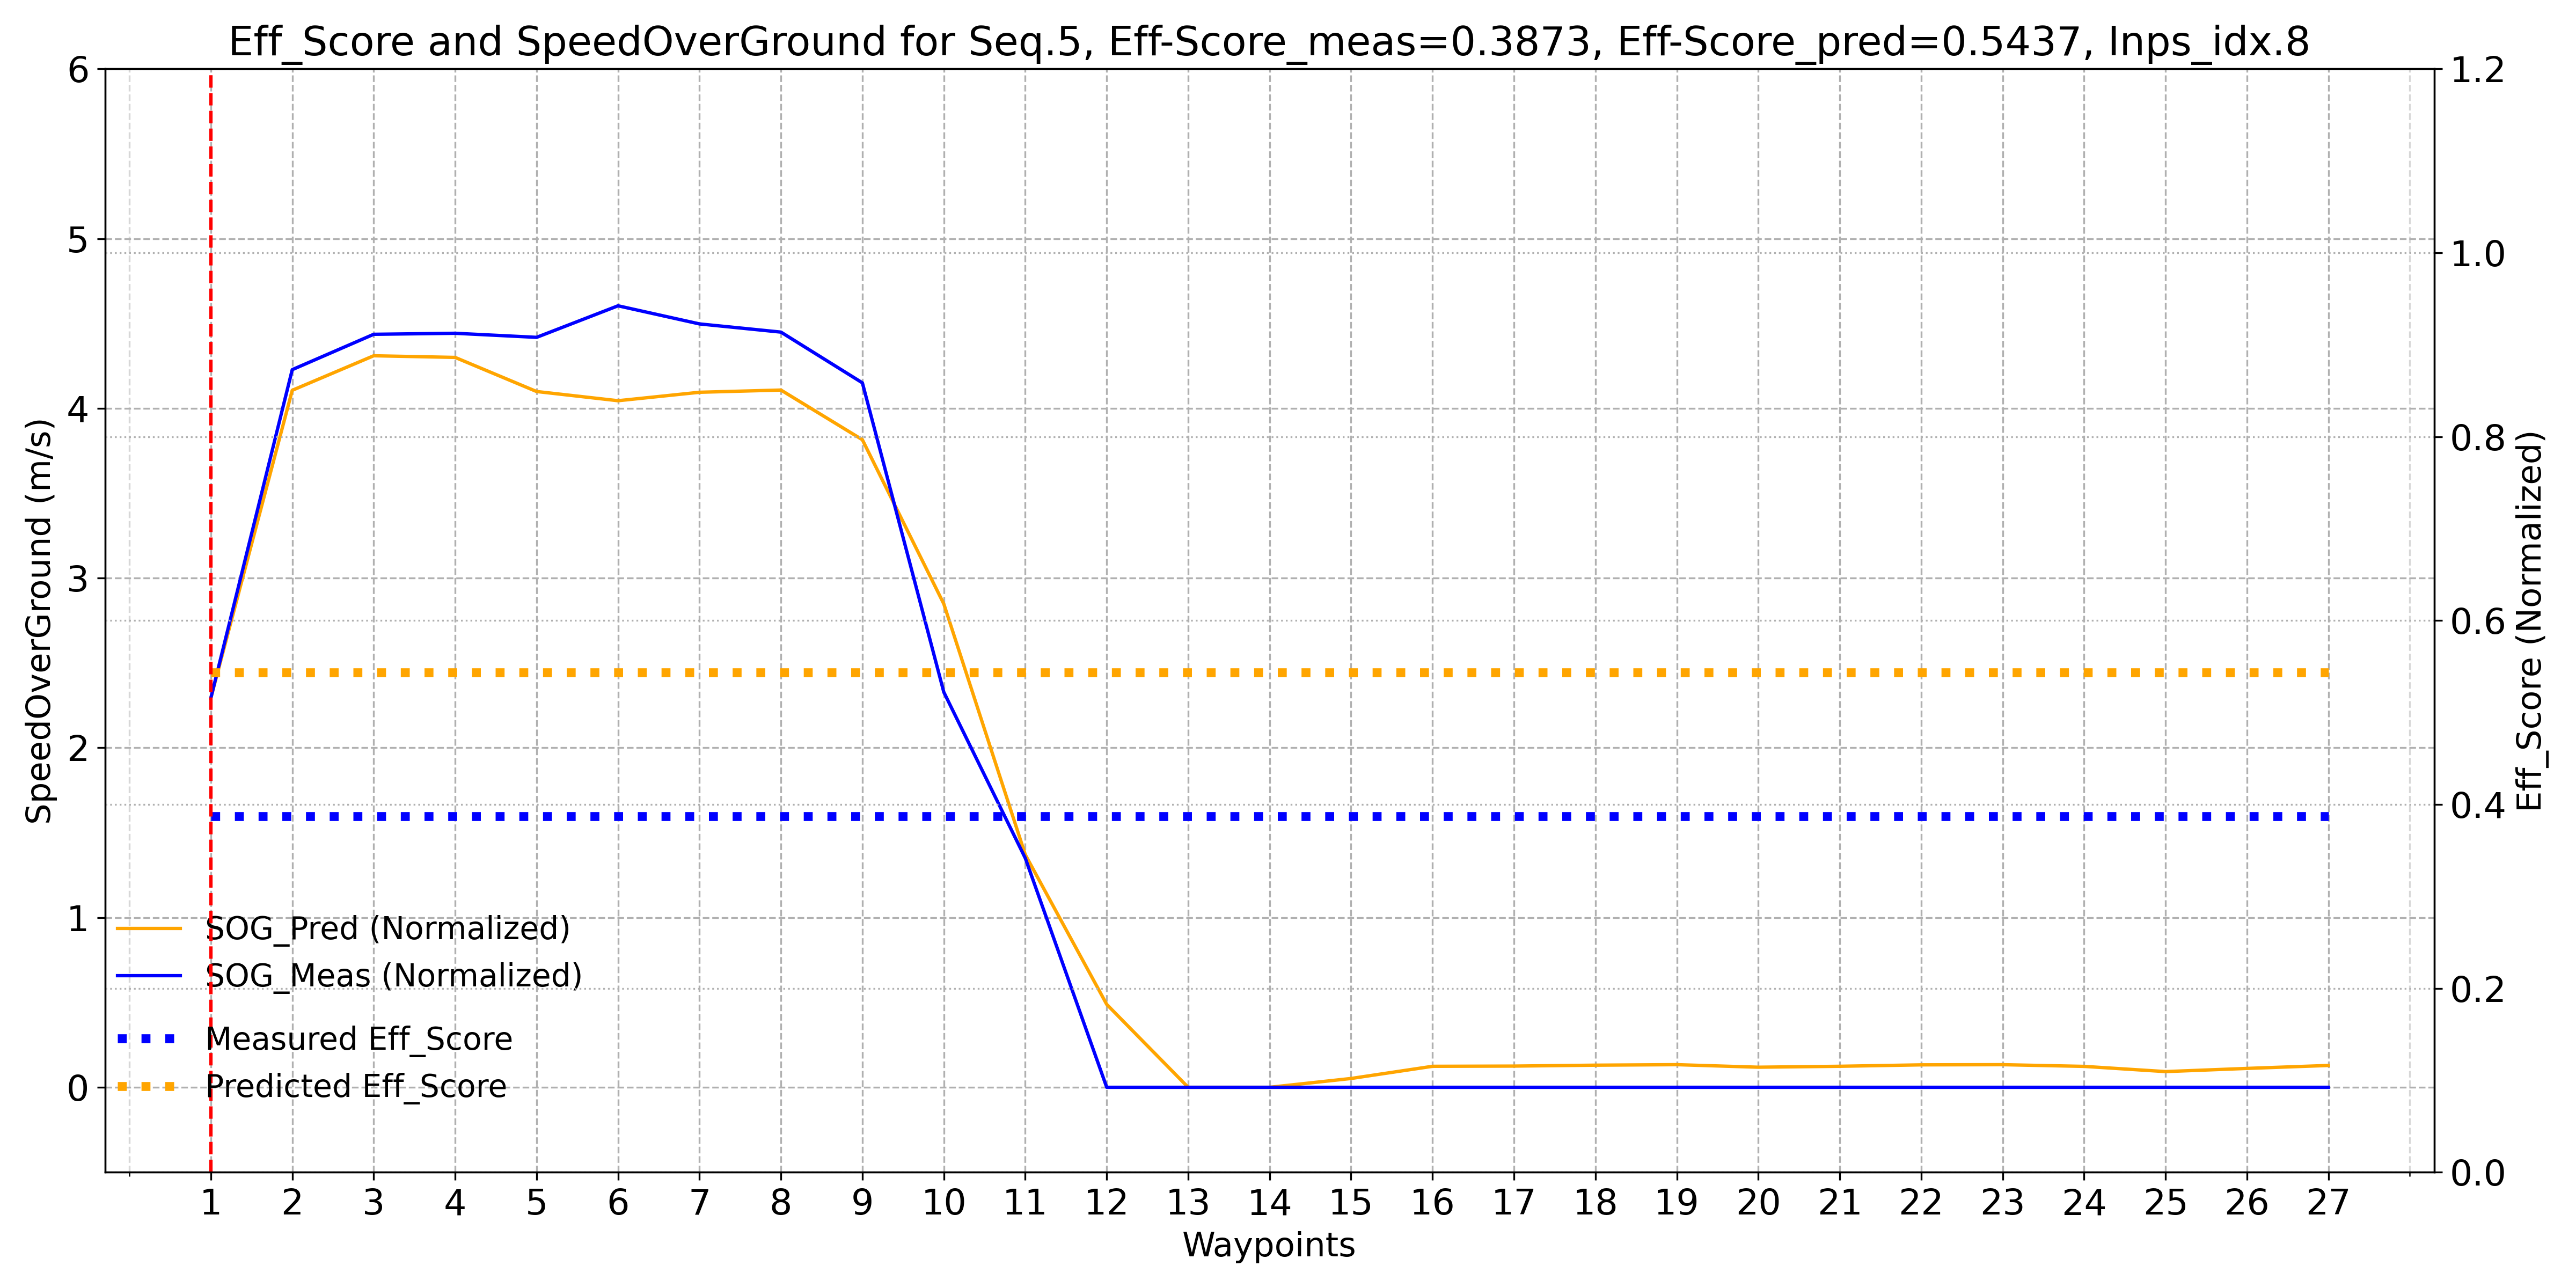 Eff_Score and SpeedOverGround for Seq.5, Eff-Score_meas=0.3873, Eff-Score_pred=0.5437, Inps_idx.8
6
5
4
3
2
1
0
SpeedOverGround (m/s)
1.2
1.0
0.8
0.6
0.4
0.2
0.0
Eff_Score (Normalized)
SOG_Pred (Normalized)
SOG_Meas (Normalized)
Measured Eff_Score
Predicted Eff_Score
1 2 3 4 5 6 7 8 9 10 11 12 13 14 15 16 17 18 19 20 21 22 23 24 25 26 27
Waypoints